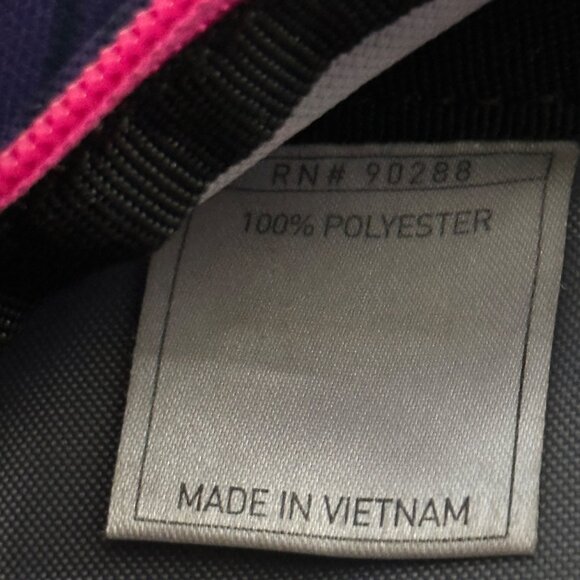 RN# 90288
100% POLYESTER
MADE IN VIETNAM